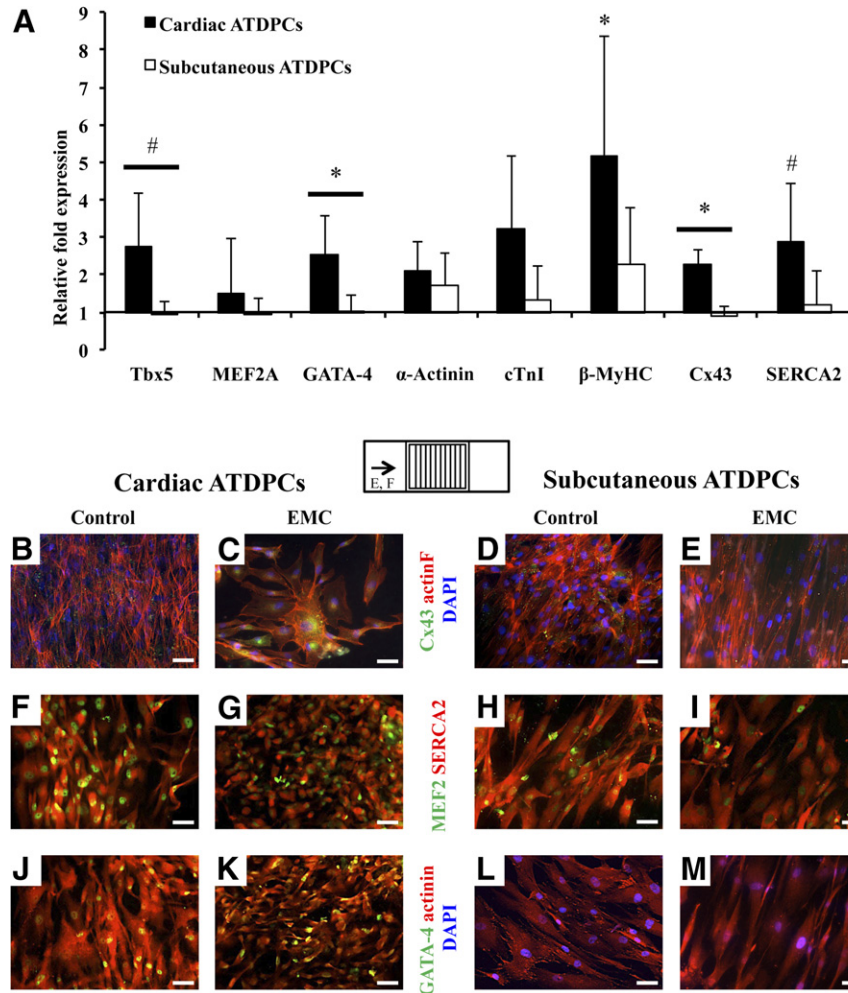 A
9
8
7
6
5
4
3
2
1
0
Relative fold expression
Cardiac ATDPCs
Subcutaneous ATDPCs
# * * * #
Tbx5 MEF2A GATA-4 α-Actinin cTnI β-MyHC Cx43 SERCA2
E, F
Cardiac ATDPCs Subcutaneous ATDPCs
Control EMC Control EMC
B C D E
Cx43 actinF
DAPI
F G H I
MEF2 SERCA2
J K L M
GATA-4 actinin
DAPI